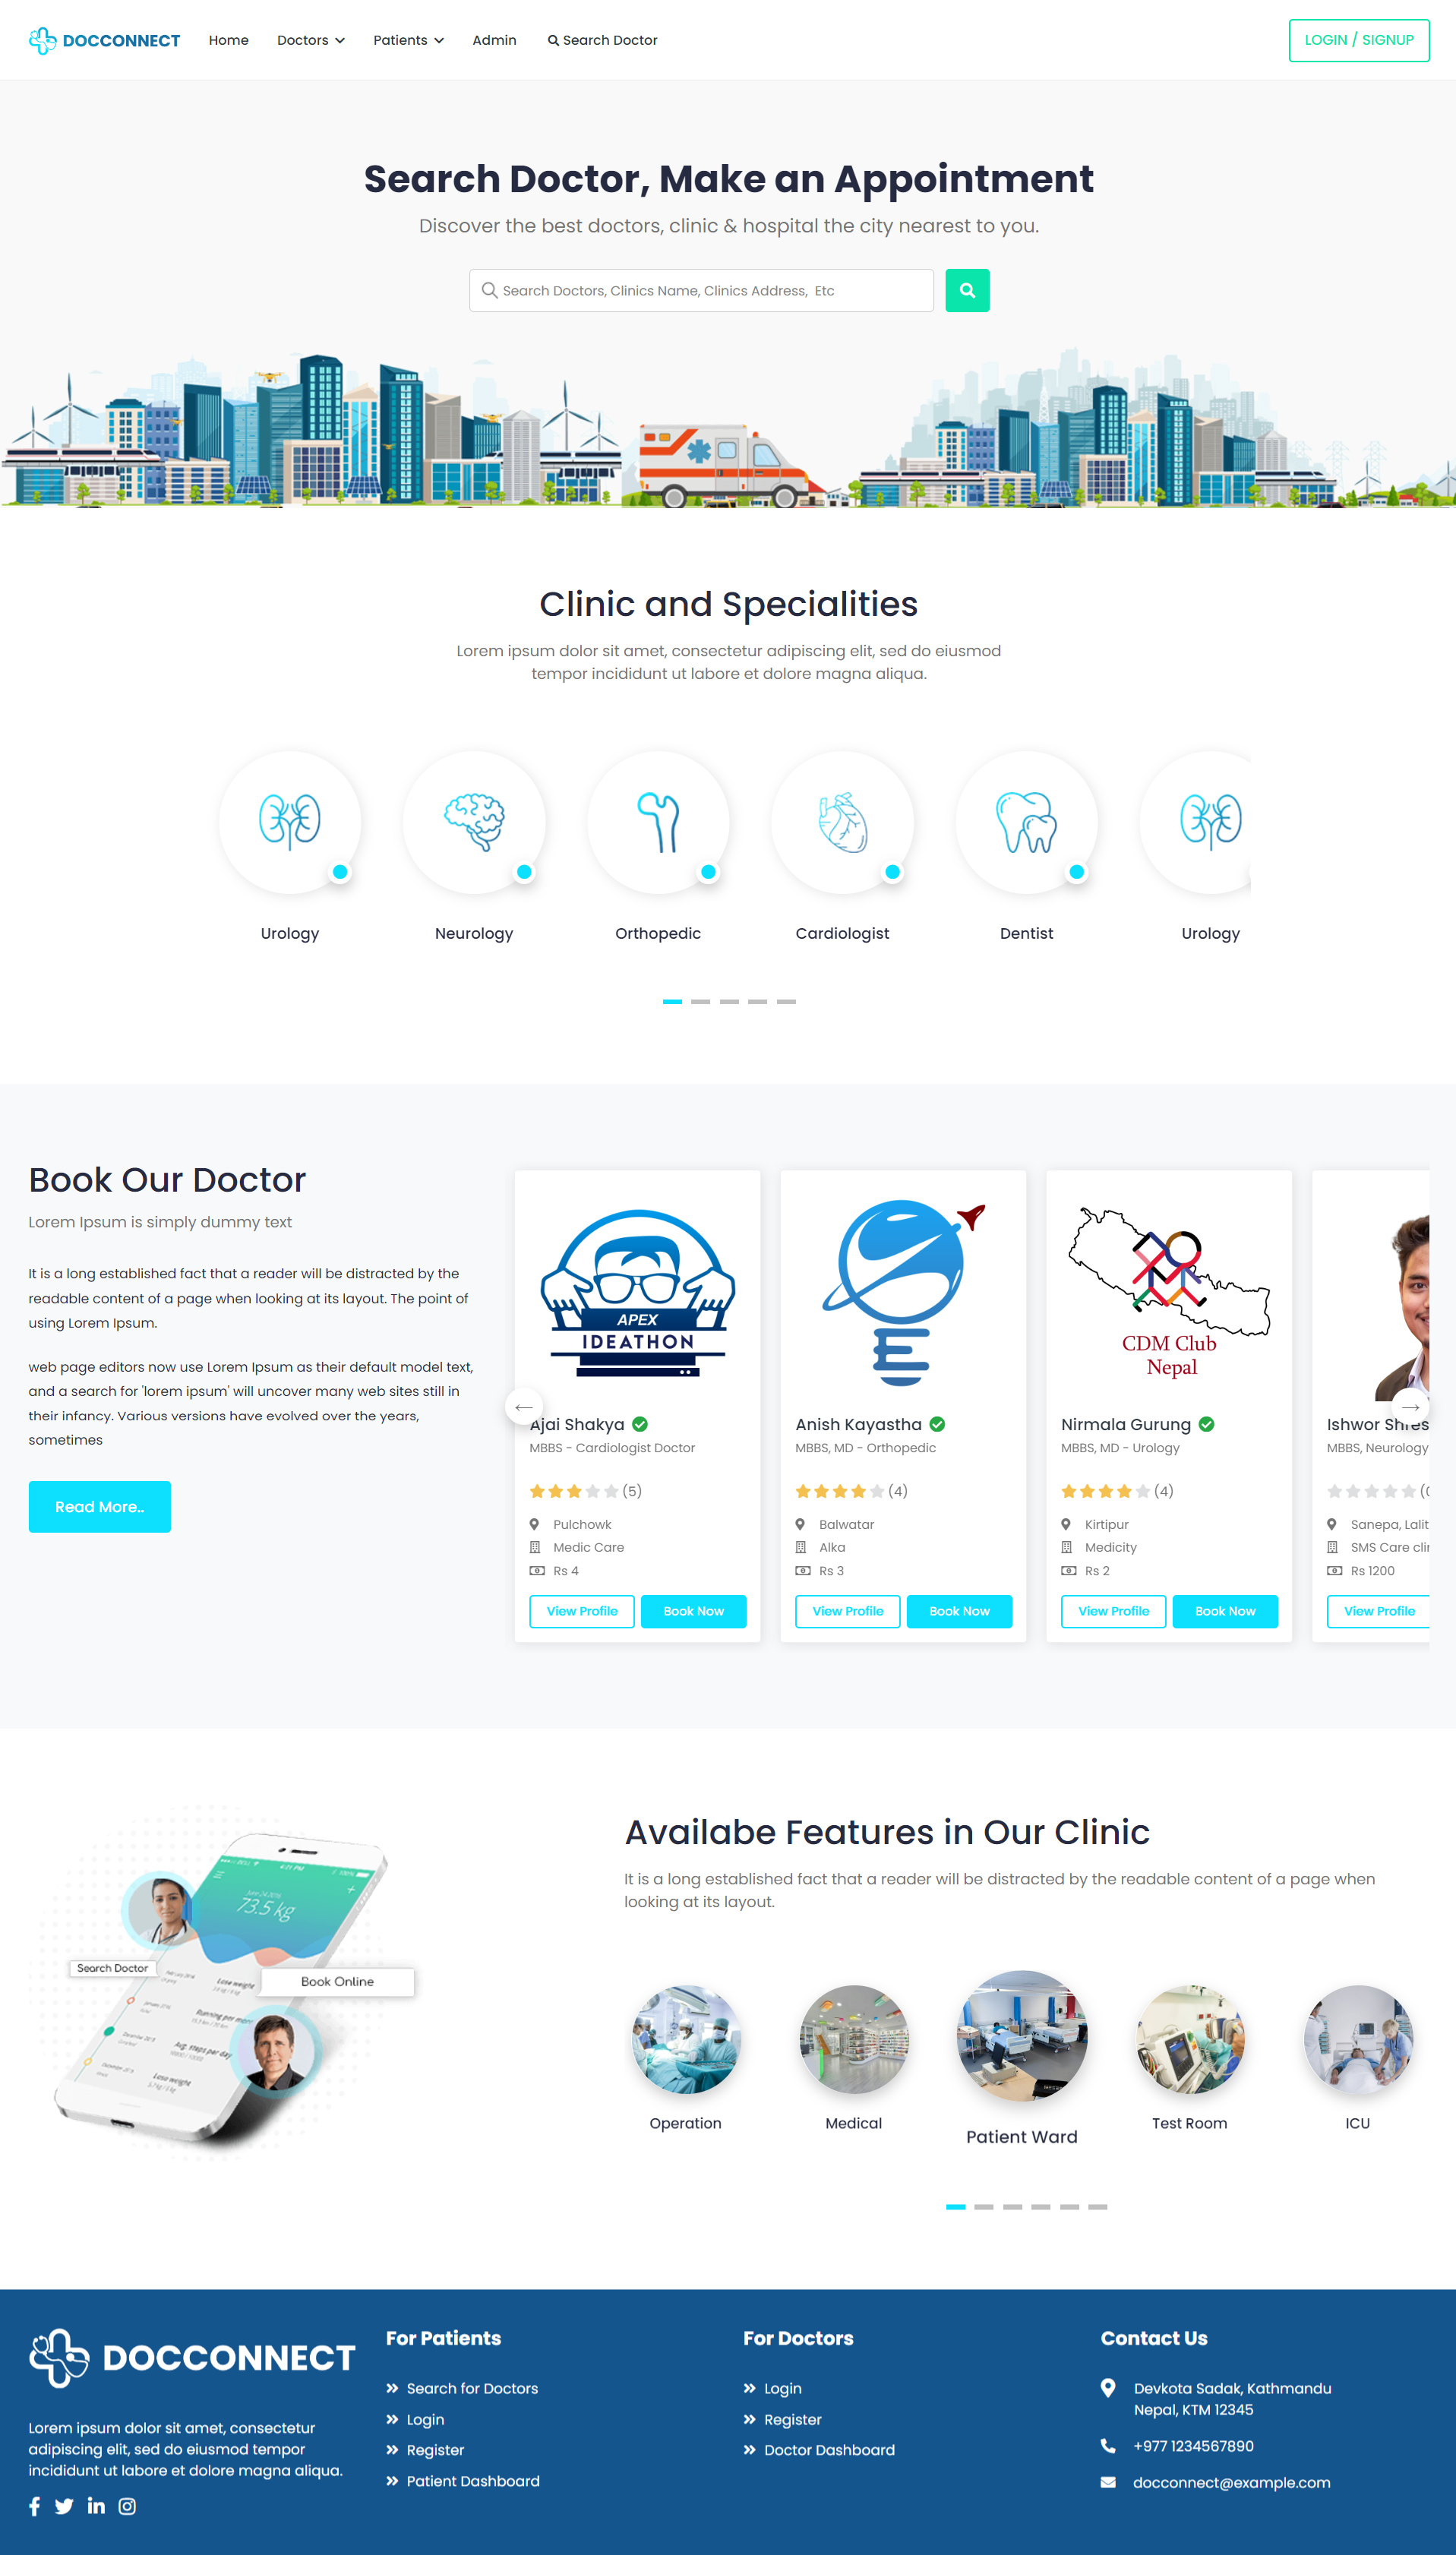 DOCCONNECT
Home
Doctors
Patients
Admin
Search Doctor
LOGIN / SIGNUP
Search Doctor, Make an Appointment
Discover the best doctors, clinic & hospital the city nearest to you.
Search Doctors, Clinics Name, Clinics Address, Etc
Clinic and Specialities
Lorem ipsum dolor sit amet, consectetur adipiscing elit, sed do eiusmod
tempor incididunt ut labore et dolore magna aliqua.
Urology
Neurology
Orthopedic
Cardiologist
Dentist
Urology
Book Our Doctor
Lorem Ipsum is simply dummy text
It is a long established fact that a reader will be distracted by the
readable content of a page when looking at its layout. The point of
using Lorem Ipsum.
web page editors now use Lorem Ipsum as their default model text,
and a search for 'lorem ipsum' will uncover many web sites still in
their infancy. Various versions have evolved over the years,
sometimes
Read More..
APEX
IDEATHON
Ajai Shakya
MBBS - Cardiologist Doctor
(5)
Pulchowk
Medic Care
Rs 4
View Profile
Book Now
Anish Kayastha
MBBS, MD - Orthopedic
(4)
Balwatar
Alka
Rs 3
View Profile
Book Now
CDM Club
Nepal
Nirmala Gurung
MBBS, MD - Urology
(4)
Kirtipur
Medicity
Rs 2
View Profile
Book Now
Ishwor
MBBS, Neurology
Sanepa,
SMS Care
Rs 1200
View Profile
4:21 PM
73.5 kg
Search Doctor
Book Online
Lose weight
Avg. steps per day
Lose weight
Availabe Features in Our Clinic
It is a long established fact that a reader will be distracted by the readable content of a page when
looking at its layout.
Operation
Medical
Patient Ward
Test Room
ICU
DOCCONNECT
Lorem ipsum dolor sit amet, consectetur
adipiscing elit, sed do eiusmod tempor
incididunt ut labore et dolore magna aliqua.
For Patients
Search for Doctors
Login
Register
Patient Dashboard
For Doctors
Login
Register
Doctor Dashboard
Contact Us
Devkota Sadak, Kathmandu
Nepal, KTM 12345
+977 1234567890
docconnect@example.com